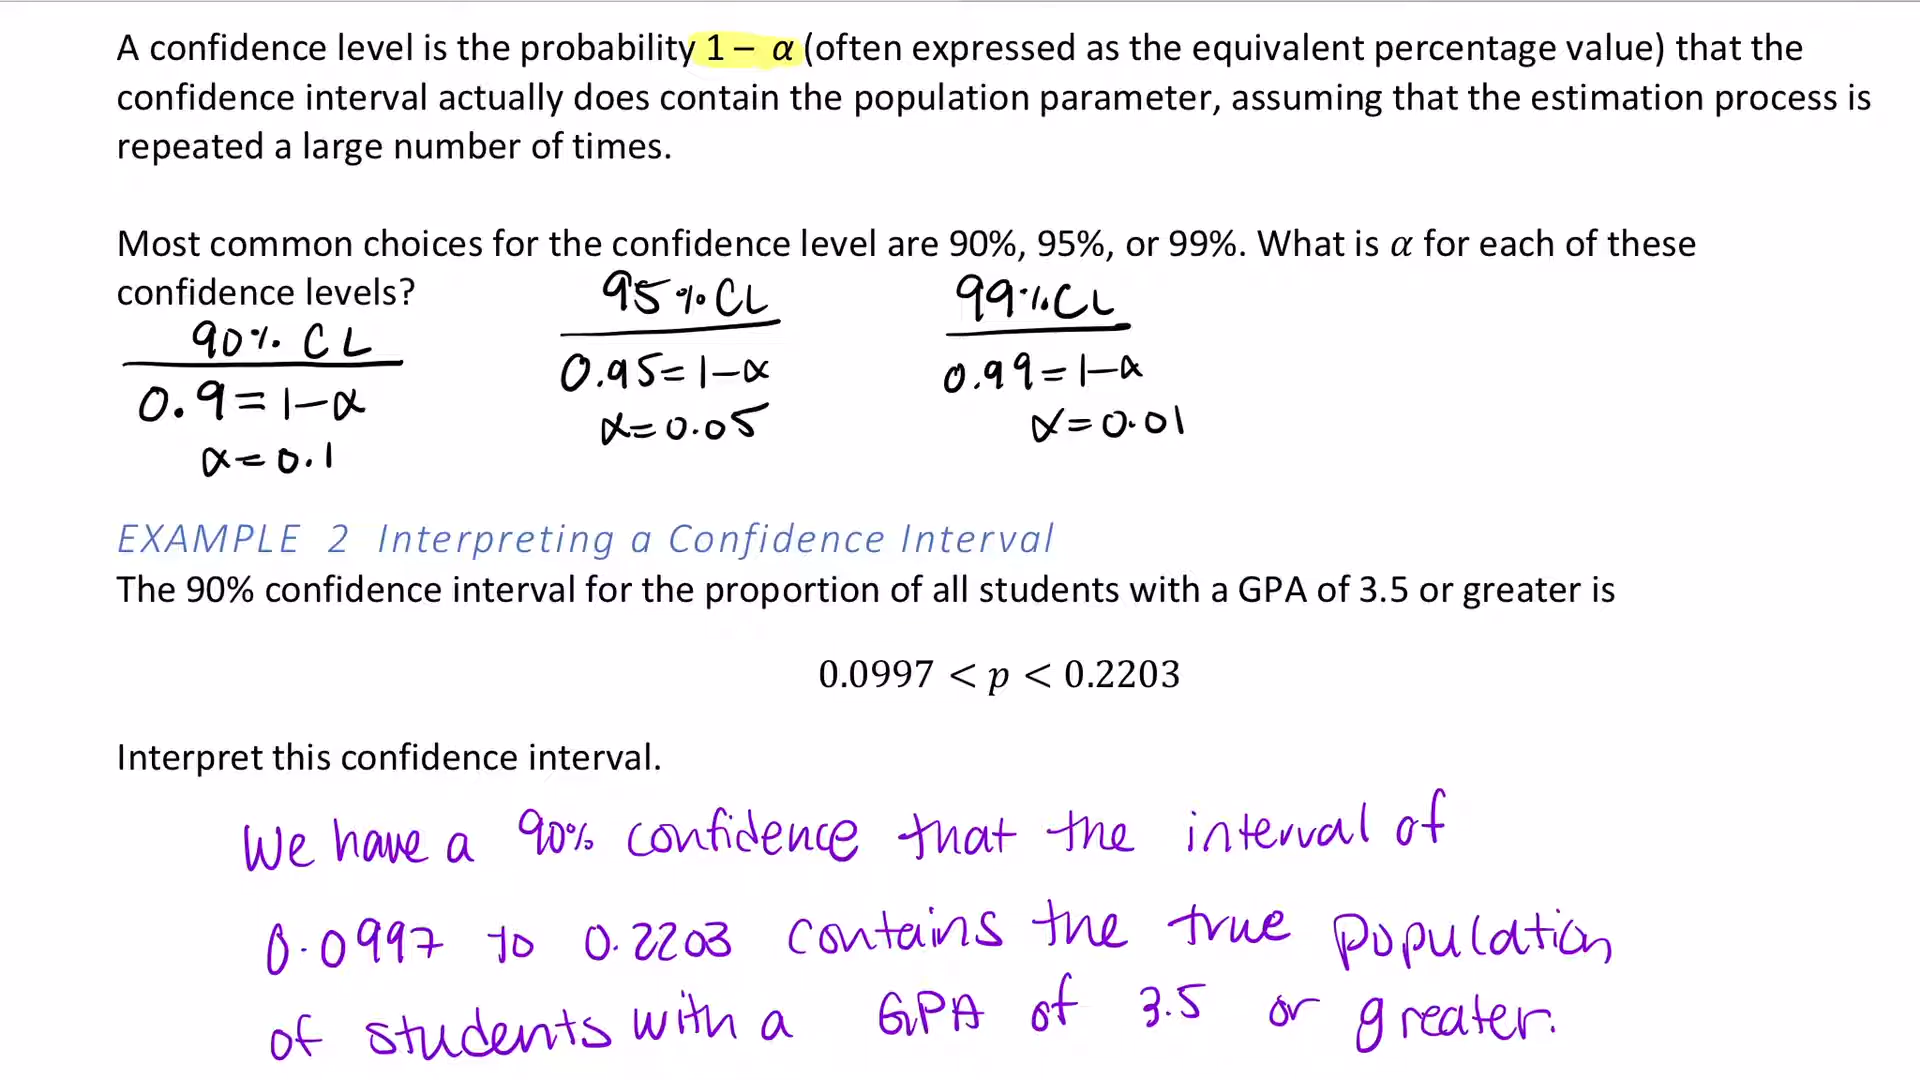 A confidence level is the probability 1 − α (often expressed as the equivalent percentage value) that the
confidence interval actually does contain the population parameter, assuming that the estimation process is
repeated a large number of times.
Most common choices for the confidence level are 90%, 95%, or 99%. What is α for each of these
confidence levels?
90% CL
0.9=1-α
α=0.1
95% CL
0.95=1-α
α=0.05
99% CL
0.99=1-α
α=0.01
EXAMPLE 2 Interpreting a Confidence Interval
The 90% confidence interval for the proportion of all students with a GPA of 3.5 or greater is
0.0997 < p < 0.2203
Interpret this confidence interval.
We have a 90% confidence that the interval of
0.0997 to 0.2203 contains the true population
of students with a GPA of 3.5 or greater.